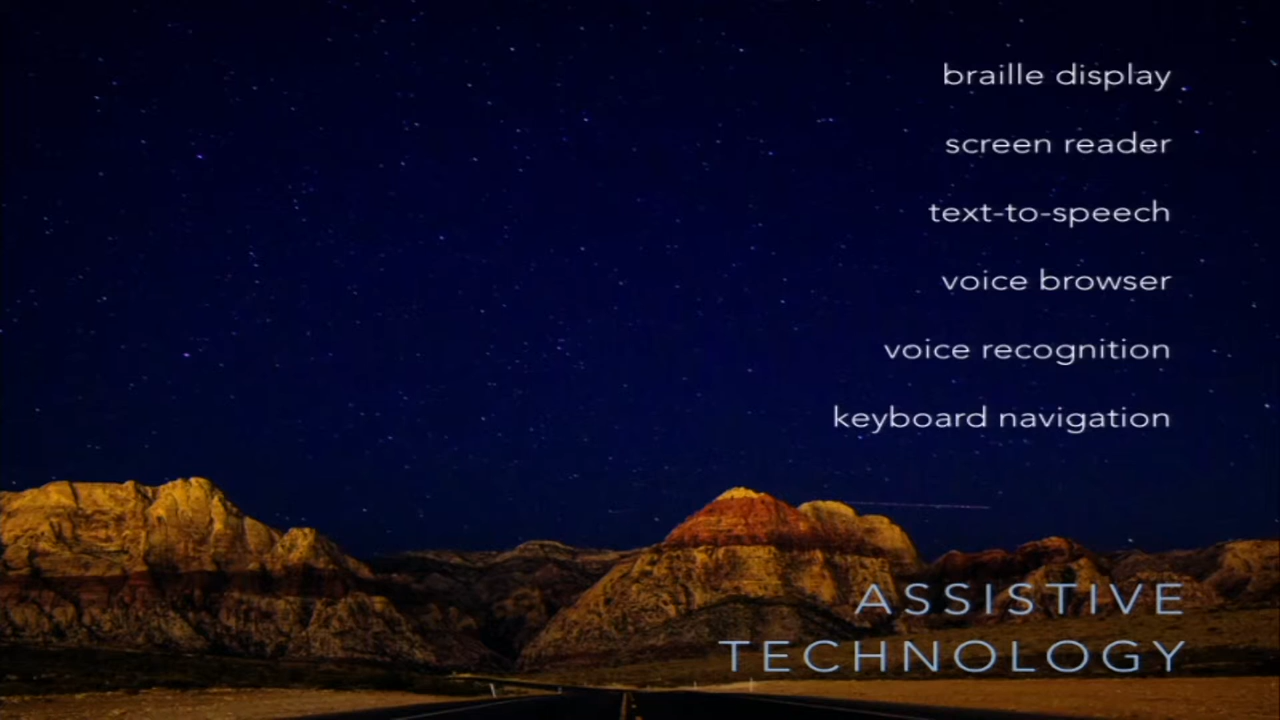 braille display
screen reader
text-to-speech
voice browser
voice recognition
keyboard navigation
ASSISTIVE
TECHNOLOGY